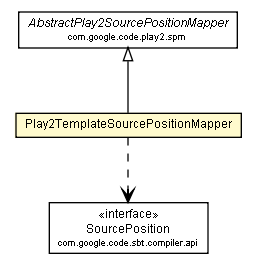 AbstractPlay2SourcePositionMapper
com.google.code.play2.spm
Play2TemplateSourcePositionMapper
«interface»
SourcePosition
com.google.code.sbt.compiler.api